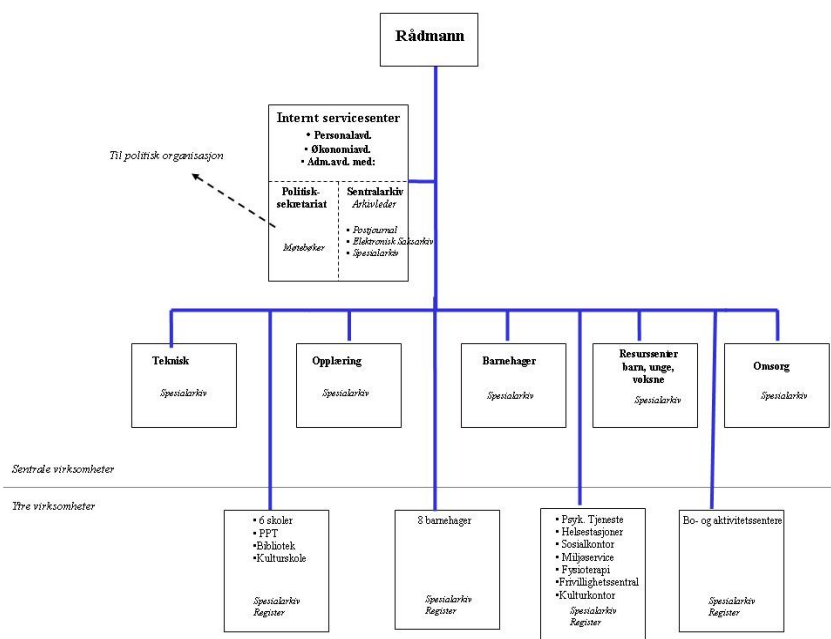 Rådmann
Internt servicesenter
• Personalavd.
• Økonomiavd.
• Adm.avd. med:
Til politisk organisasjon
Politisk-
sekretariat
Møtebøker
Sentralarkiv
Arkivleder
• Postjournal
• Elektronisk Saksarkiv
• Spesialarkiv
Teknisk
Spesialarkiv
Opplæring
Spesialarkiv
Barnehager
Spesialarkiv
Resurssenter
barn, unge,
voksne
Spesialarkiv
Omsorg
Spesialarkiv
Sentrale virksomheter
Ytre virksomheter
• 6 skoler
• PPT
•Bibliotek
•Kulturskole
Spesialarkiv
Register
8 barnehager
Spesialarkiv
Register
• Psyk. Tjeneste
• Helsestasjoner
• Sosialkontor
• Miljøservice
• Fysioterapi
•Frivillighetssentral
•Kulturkontor
Spesialarkiv
Register
Bo- og aktivitetssentere
Spesialarkiv
Register